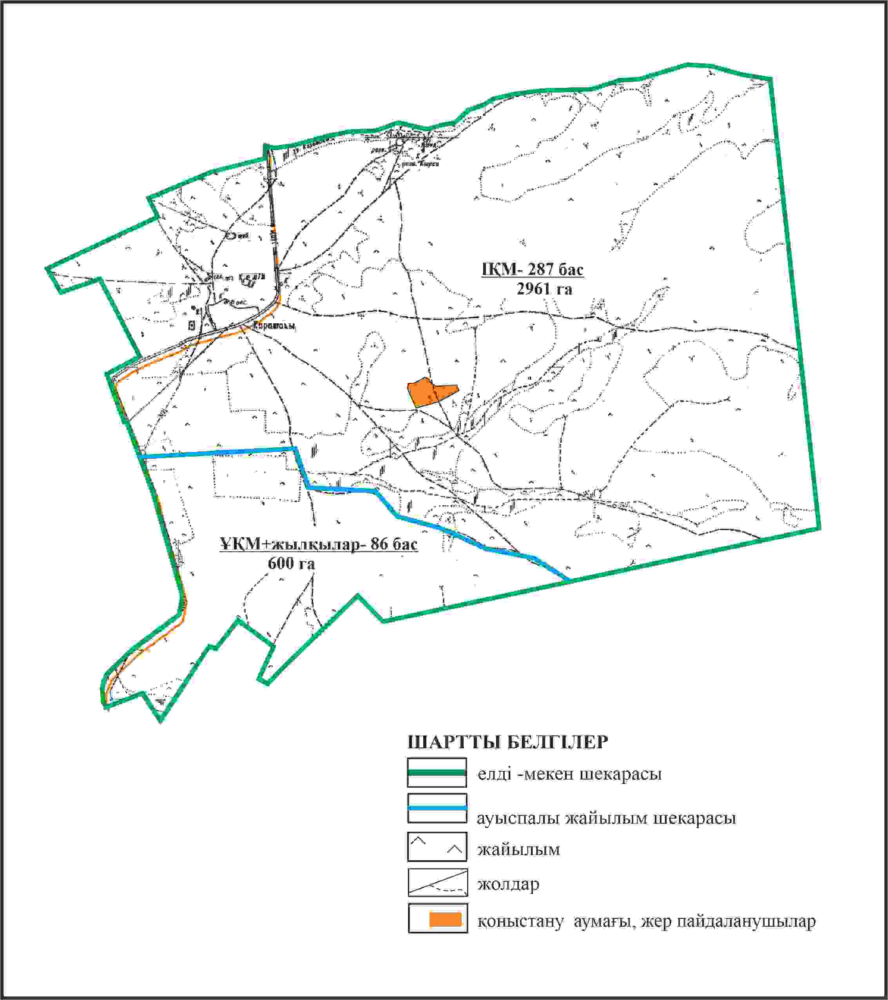 ІҚМ- 287 бас
2961 га
ҰҚМ+жылқылар- 86 бас
600 га
ШАРТТЫ БЕЛГІЛЕР
елді -мекен шекарасы
ауыспалы жайылым шекарасы
жайылым
жолдар
қоныстану аумағы, жер пайдаланушылар